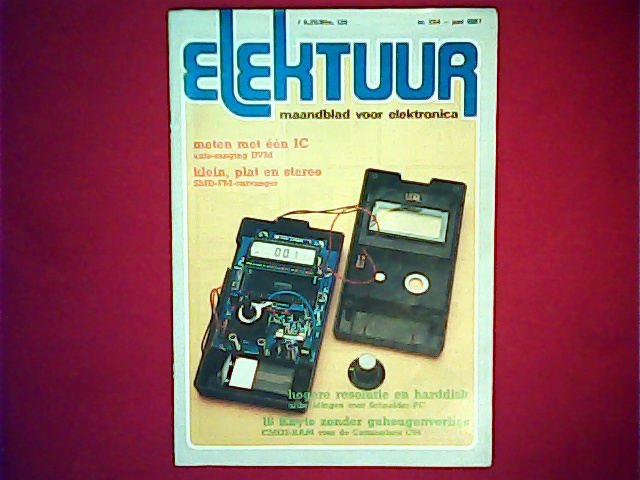 ELEKTUUR
maandblad voor elektronica
meten met één IC
auto-ranging DVM
klein, plat en stereo
SMD-FM-ontvanger
001
hogere resolutie en harddisk
uitbreidingen voor Schneider-PC
16 Kbyte zonder geheugenverlies
CMOS-RAM voor de Commodore C64